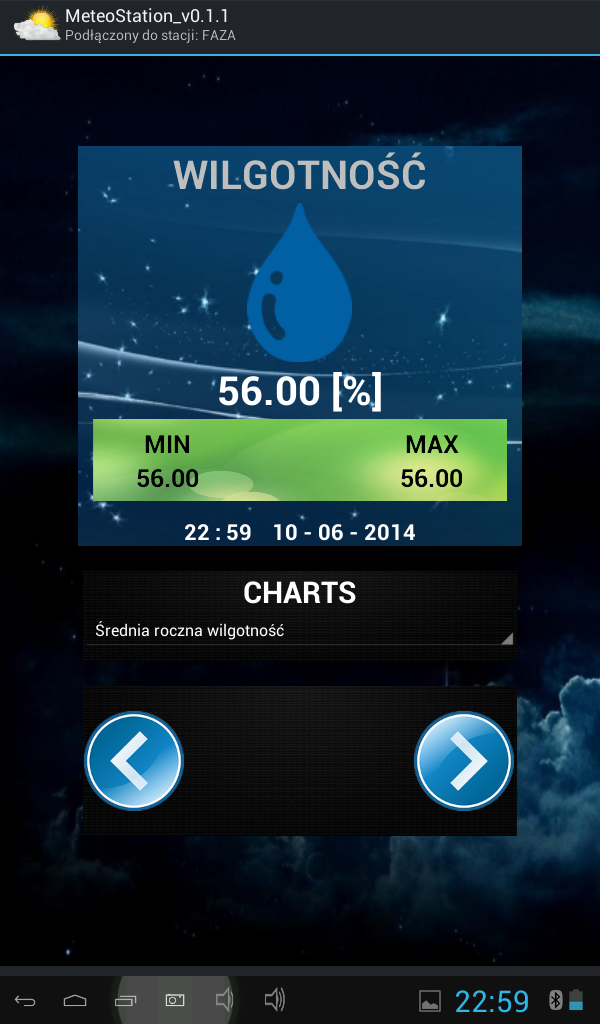 MeteoStation_v0.1.1
Podłączony do stacji: FAZA
WILGOTNOŚĆ
56.00 [%]
MIN MAX
56.00 56.00
22 : 59 10 - 06 - 2014
CHARTS
Średnia roczna wilgotność
22:59